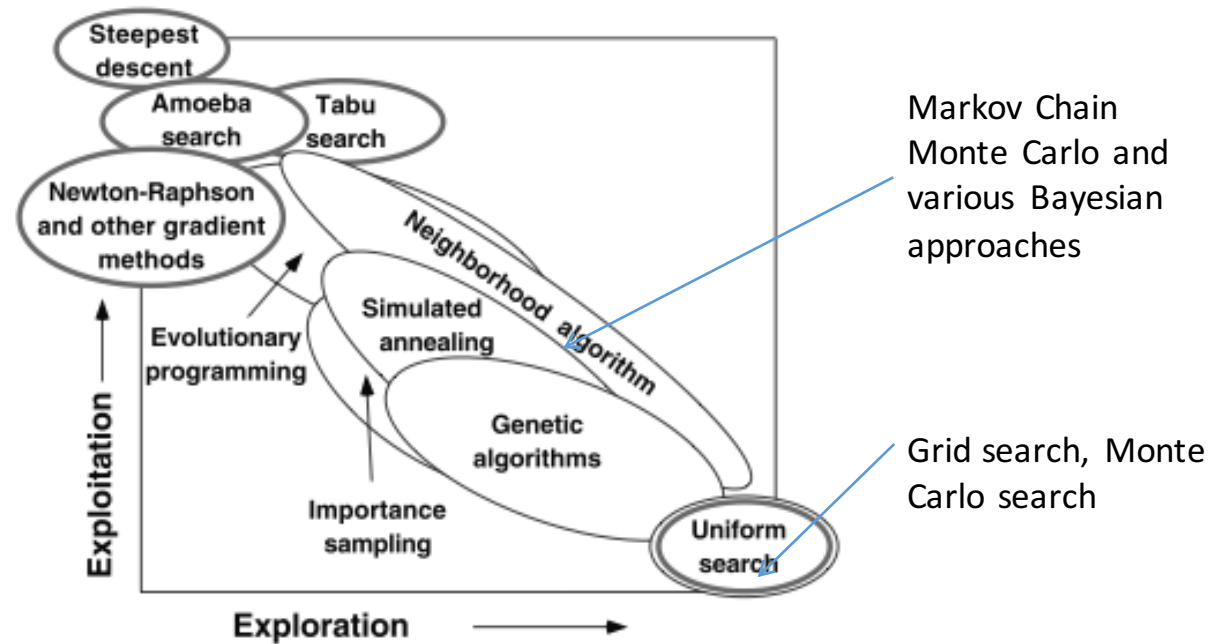 Steepest
descent
Amoeba
search
Tabu
search
Newton-Raphson
and other gradient
methods
Neighborhood algorithm
Simulated
annealing
Evolutionary
programming
Genetic
algorithms
Importance
sampling
Uniform
search
Exploitation
Exploration
Markov Chain
Monte Carlo and
various Bayesian
approaches
Grid search, Monte
Carlo search